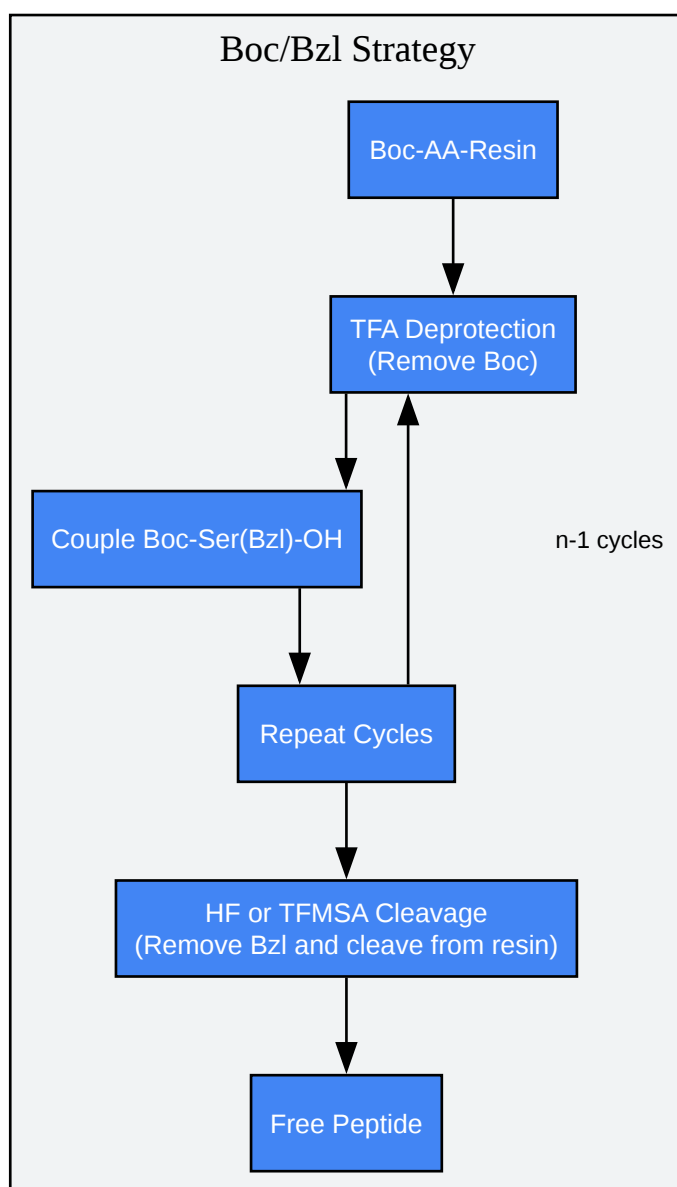 Boc/Bzl Strategy
Boc-AA-Resin
TFA Deprotection
(Remove Boc)
Couple Boc-Ser(Bzl)-OH
n-1 cycles
Repeat Cycles
HF or TFMSA Cleavage
(Remove Bzl and cleave from resin)
Free Peptide